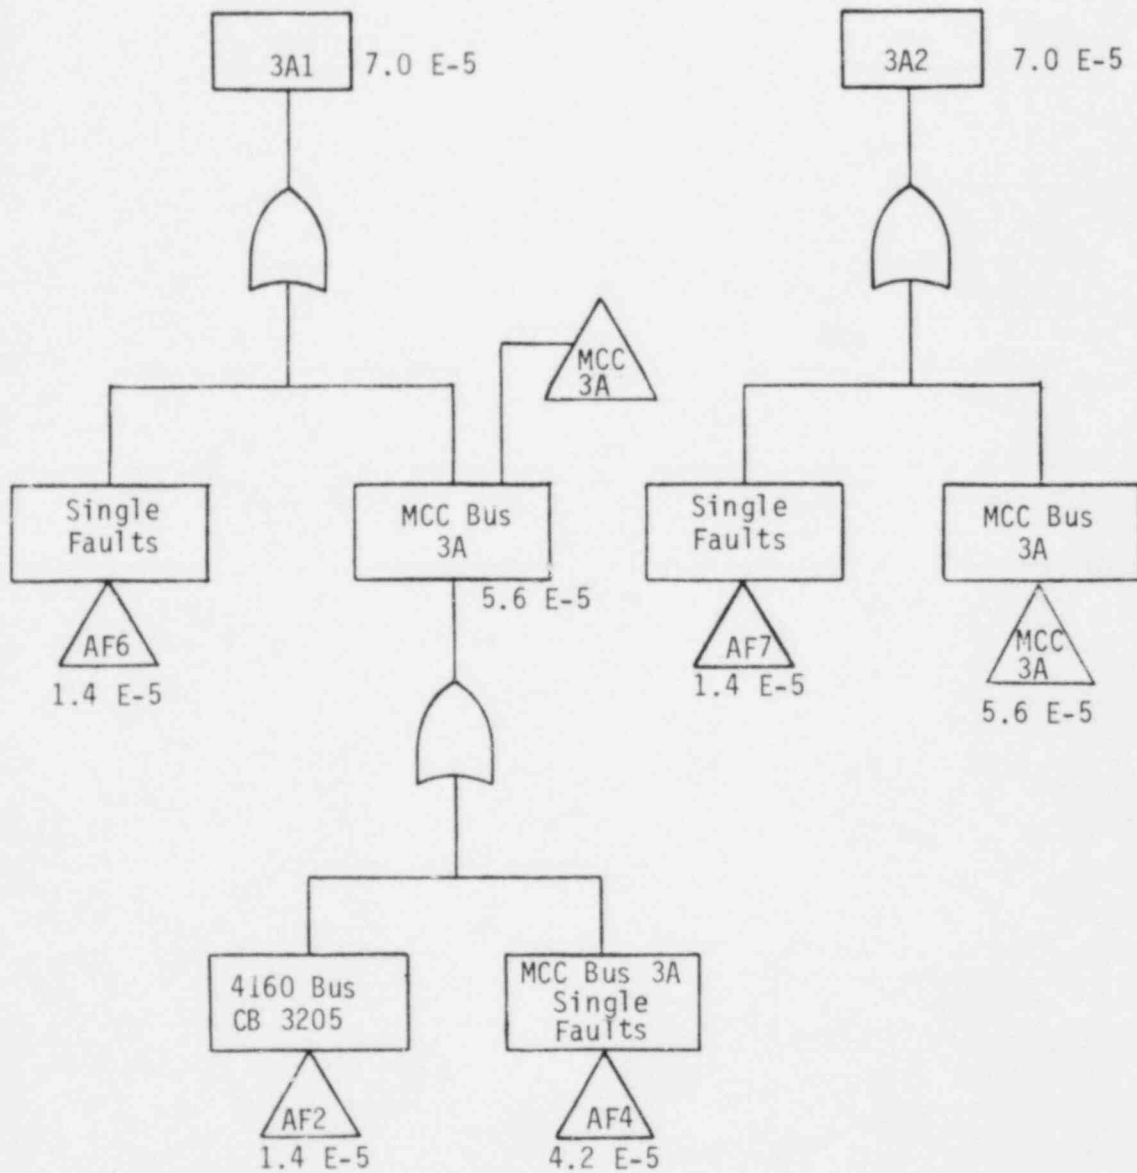 3A1
7.0 E-5
3A2
7.0 E-5
MCC
3A
Single
Faults
MCC Bus
3A
Single
Faults
MCC Bus
3A
5.6 E-5
AF6
1.4 E-5
AF7
1.4 E-5
MCC
3A
5.6 E-5
4160 Bus
CB 3205
MCC Bus 3A
Single
Faults
AF2
1.4 E-5
AF4
4.2 E-5